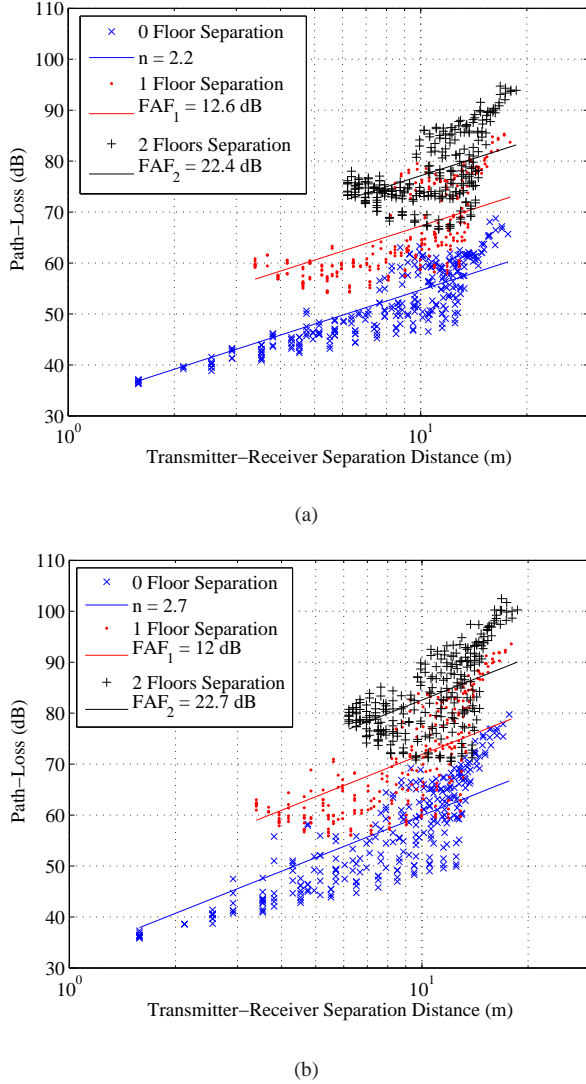 110
100
90
80
70
60
50
40
30
Path−Loss (dB)
0 Floor Separation
n = 2.2
1 Floor Separation
FAF1 = 12.6 dB
2 Floors Separation
FAF2 = 22.4 dB
10^0
10^1
Transmitter−Receiver Separation Distance (m)
(a)
110
100
90
80
70
60
50
40
30
Path−Loss (dB)
0 Floor Separation
n = 2.7
1 Floor Separation
FAF1 = 12 dB
2 Floors Separation
FAF2 = 22.7 dB
10^0
10^1
Transmitter−Receiver Separation Distance (m)
(b)